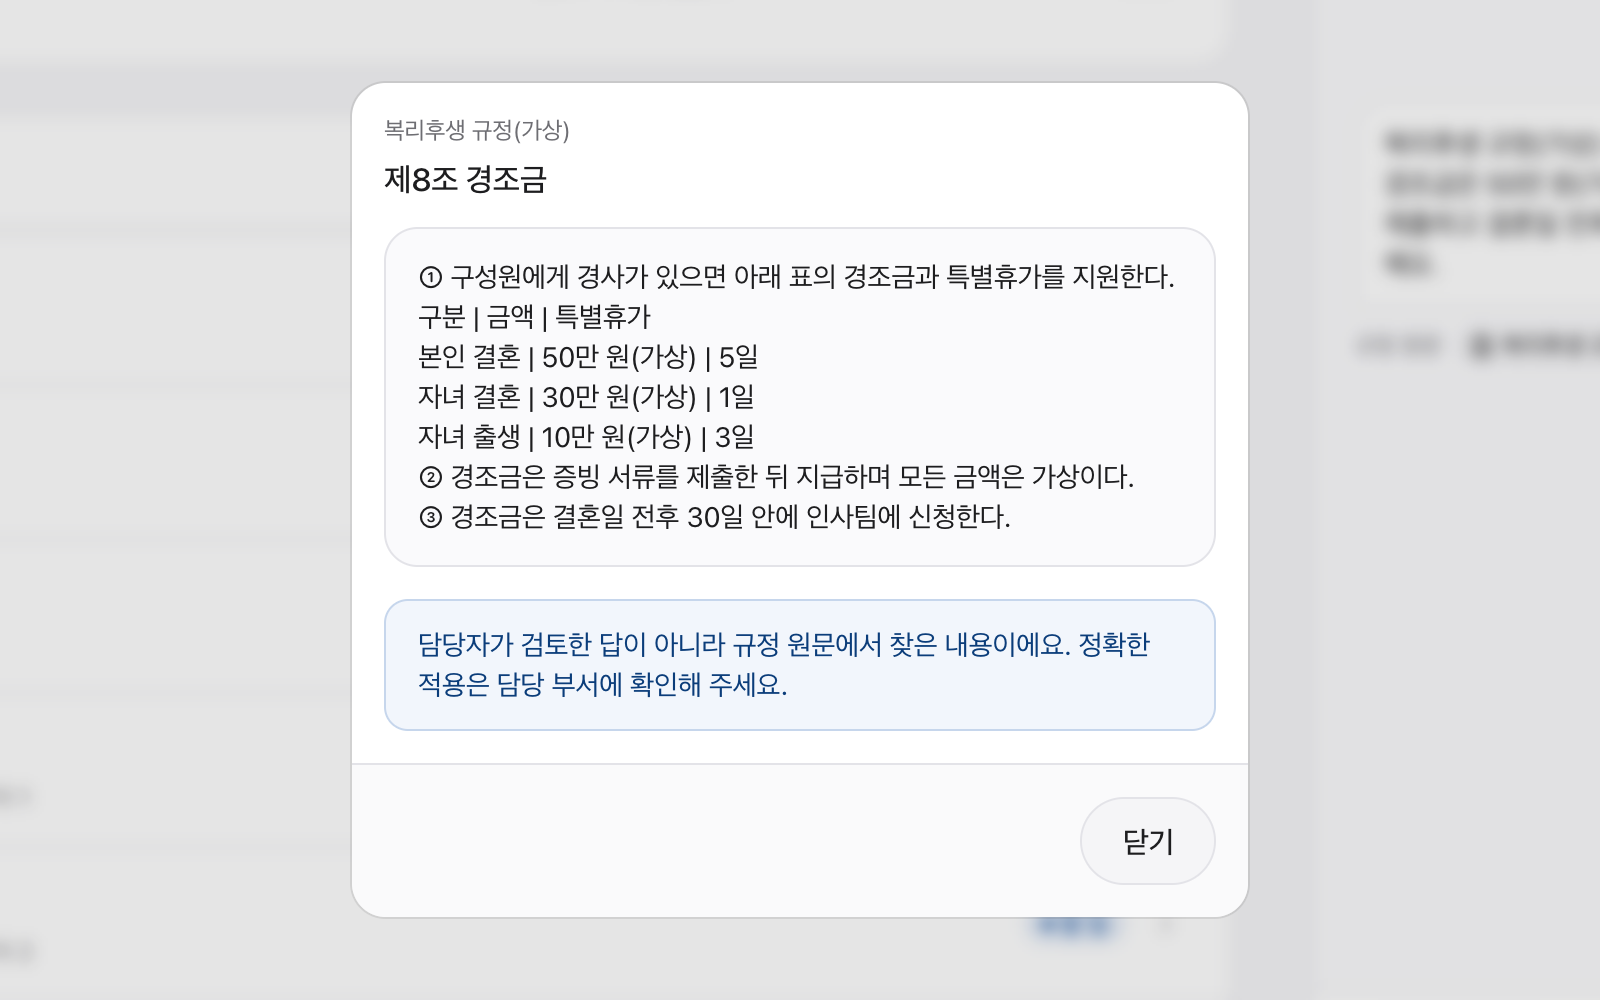 복리후생 규정(가상)
제8조 경조금
① 구성원에게 경사가 있으면 아래 표의 경조금과 특별휴가를 지원한다.
구분 | 금액 | 특별휴가
본인 결혼 | 50만 원(가상) | 5일
자녀 결혼 | 30만 원(가상) | 1일
자녀 출생 | 10만 원(가상) | 3일
② 경조금은 증빙 서류를 제출한 뒤 지급하며 모든 금액은 가상이다.
③ 경조금은 결혼일 전후 30일 안에 인사팀에 신청한다.
담당자가 검토한 답이 아니라 규정 원문에서 찾은 내용이에요. 정확한
적용은 담당 부서에 확인해 주세요.
닫기